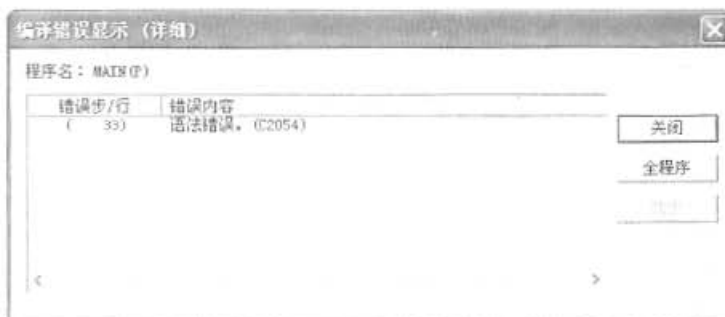 编译错误显示（详细）
程序名：MAIN(P)
错误步/行 错误内容
( 33) 语法错误。(C2054)
关闭
全程序